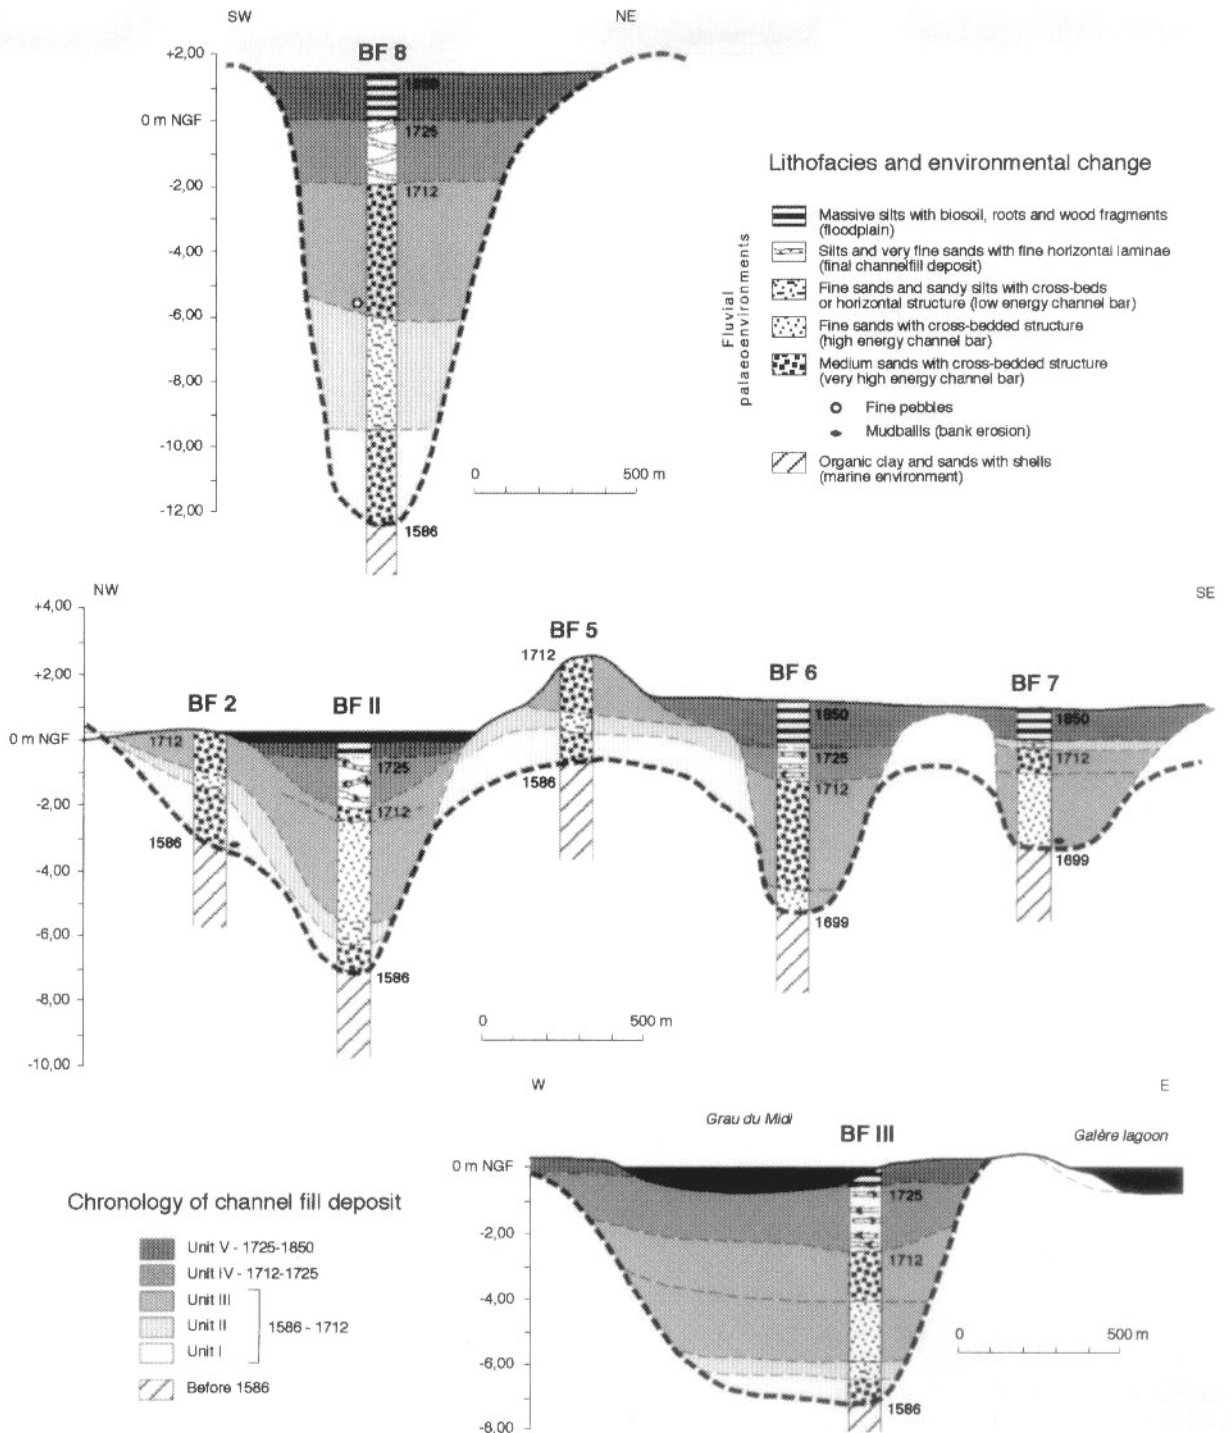 SW
NE
BF 8
+2,00
1850
0 m NGF
1725
-2,00
1712
-4,00
-6,00
-8,00
-10,00
0
500 m
-12,00
1586
Lithofacies and environmental change
Fluvial
palaeoenvironments
Massive silts with biosoil, roots and wood fragments
(floodplain)
Silts and very fine sands with fine horizontal laminae
(final channelfill deposit)
Fine sands and sandy silts with cross-beds
or horizontal structure (low energy channel bar)
Fine sands with cross-bedded structure
(high energy channel bar)
Medium sands with cross-bedded structure
(very high energy channel bar)
Fine pebbles
Mudballls (bank erosion)
Organic clay and sands with shells
(marine environment)
NW
SE
+4,00
BF 5
1712
+2,00
BF 6
BF 7
BF 2
BF II
1850
1850
0 m NGF
1712
1725
1725
1712
1586
1712
1712
-2,00
1586
1699
-4,00
1699
-6,00
1586
-8,00
0
500 m
-10,00
W
E
Grau du Midi
BF III
Galère lagoon
0 m NGF
1725
-2,00
1712
-4,00
0
500 m
-6,00
1586
-8,00
Chronology of channel fill deposit
Unit V - 1725-1850
Unit IV - 1712-1725
Unit III
Unit II
1586 - 1712
Unit I
Before 1586